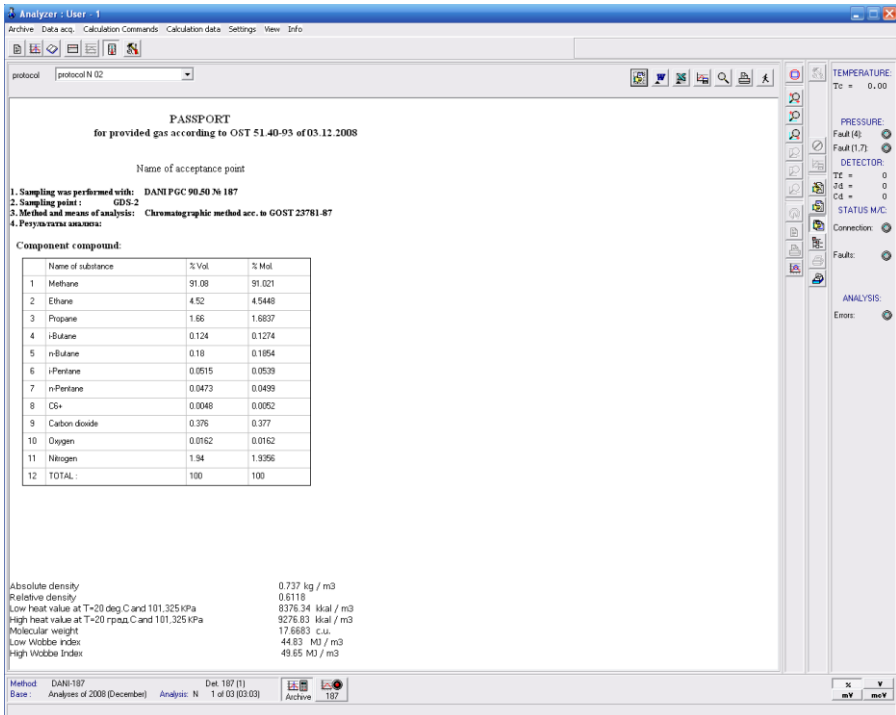 Analyzer : User - 1
Archive Data acq. Calculation Commands Calculation data Settings View Info
protocol protocol N 02
PASSPORT
for provided gas according to OST 51.40-93 of 03.12.2008
Name of acceptance point
1. Sampling was performed with: DANI PGC 90.50 № 187
2. Sampling point : GDS-2
3. Method and means of analysis: Chromatographic method acc. to GOST 23781-87
4. Результаты анализа:
Component compound:
Name of substance % Vol. % Mol.
1 Methane 91.08 91.021
2 Ethane 4.52 4.5448
3 Propane 1.66 1.6837
4 i-Butane 0.124 0.1274
5 n-Butane 0.18 0.1854
6 i-Pentane 0.0515 0.0539
7 n-Pentane 0.0473 0.0499
8 C6+ 0.0048 0.0052
9 Carbon dioxide 0.376 0.377
10 Oxygen 0.0162 0.0162
11 Nitrogen 1.94 1.9356
12 TOTAL : 100 100
Absolute density 0.737 kg / m3
Relative density 0.6118
Low heat value at T=20 deg.C and 101,325 KPa 8376.34 kkal / m3
High heat value at T=20 град,C and 101,325 KPa 9276.83 kkal / m3
Molecular weight 17.6683 c.u.
Low Wobbe index 44.83 MJ / m3
High Wobbe Index 49.65 MJ / m3
TEMPERATURE:
Tc = 0.00
PRESSURE:
Fault (4):
Fault (1,7):
DETECTOR:
Tf = 0
Jd = 0
Cd = 0
STATUS M/C:
Connection:
Faults:
ANALYSIS:
Errors:
Method: DANI-187 Det. 187 (1)
Base : Analyses of 2008 (December) Analysis: N 1 of 03 (03:03)
Archive 187
% V
mV mcV